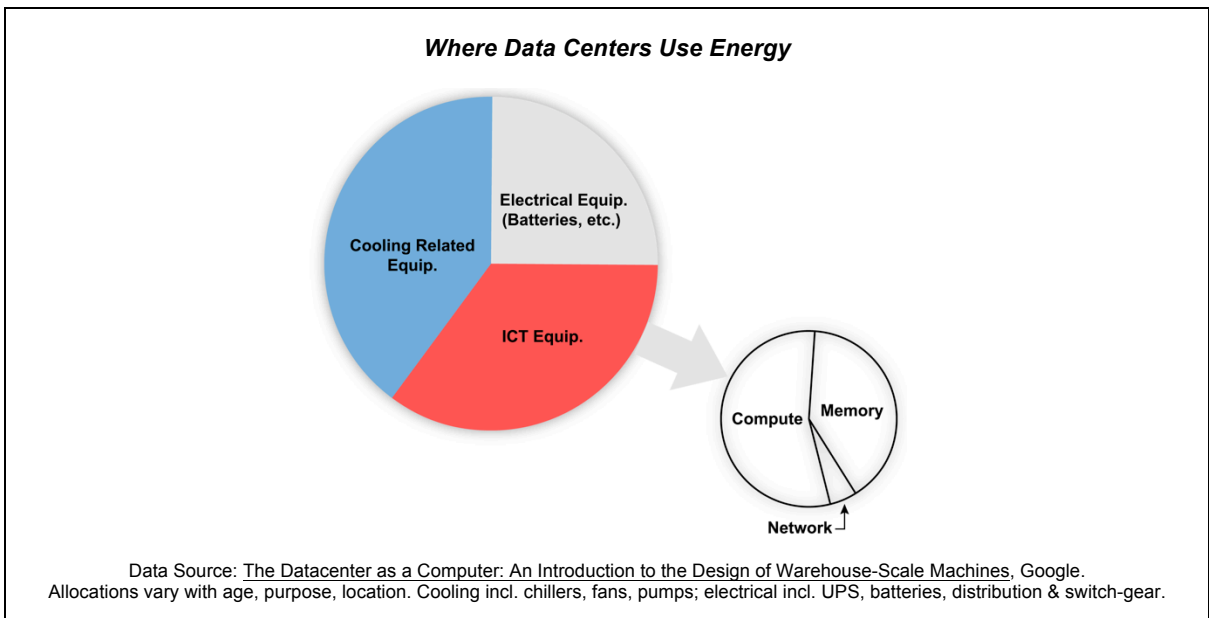 Where Data Centers Use Energy
Electrical Equip.
(Batteries, etc.)
Cooling Related
Equip.
ICT Equip.
Compute
Memory
Network
Data Source: The Datacenter as a Computer: An Introduction to the Design of Warehouse-Scale Machines, Google.
Allocations vary with age, purpose, location. Cooling incl. chillers, fans, pumps; electrical incl. UPS, batteries, distribution & switch-gear.